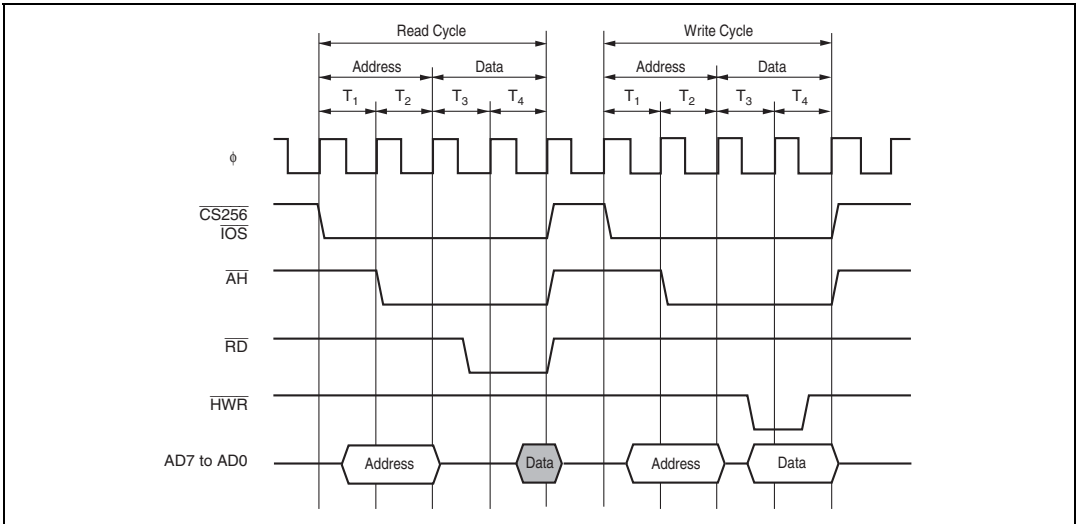 Read Cycle Write Cycle
Address Data Address Data
T1 T2 T3 T4 T1 T2 T3 T4
ϕ
CS256
IOS
AH
RD
HWR
AD7 to AD0 Address Data Address Data